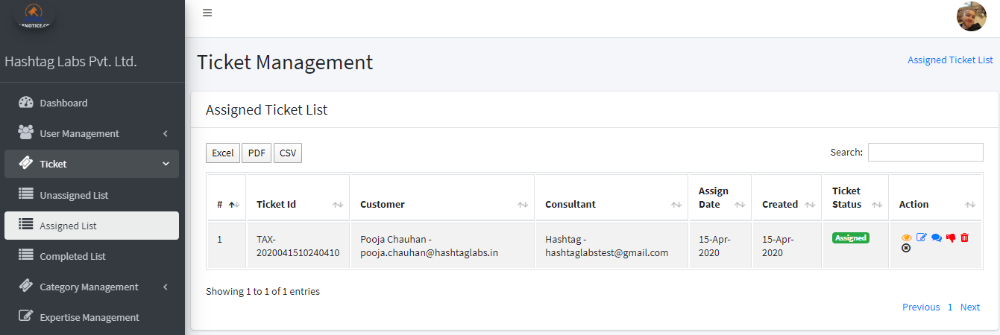 LENOTICE.CO
Hashtag Labs Pvt. Ltd.
Dashboard
User Management
Ticket
Unassigned List
Assigned List
Completed List
Category Management
Expertise Management
Ticket Management
Assigned Ticket List
Assigned Ticket List
Excel PDF CSV
Search:
# Ticket Id Customer Consultant Assign Date Created Ticket Status Action
1 TAX-2020041510240410 Pooja Chauhan - pooja.chauhan@hashtaglabs.in Hashtag - hashtaglabstest@gmail.com 15-Apr-2020 15-Apr-2020 Assigned
Showing 1 to 1 of 1 entries
Previous 1 Next